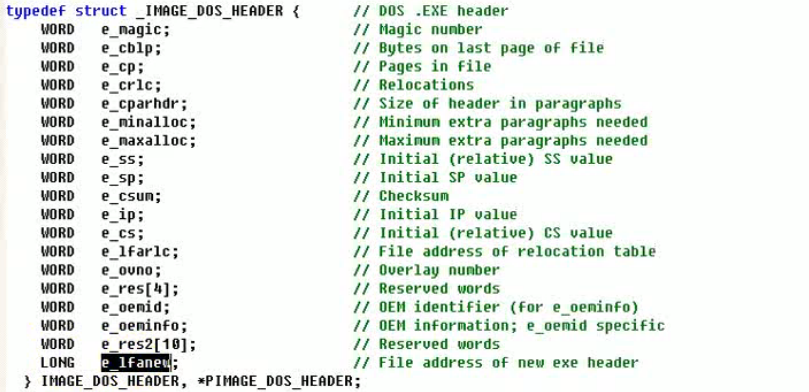 typedef struct _IMAGE_DOS_HEADER { // DOS .EXE header
WORD e_magic; // Magic number
WORD e_cblp; // Bytes on last page of file
WORD e_cp; // Pages in file
WORD e_crlc; // Relocations
WORD e_cparhdr; // Size of header in paragraphs
WORD e_minalloc; // Minimum extra paragraphs needed
WORD e_maxalloc; // Maximum extra paragraphs needed
WORD e_ss; // Initial (relative) SS value
WORD e_sp; // Initial SP value
WORD e_csum; // Checksum
WORD e_ip; // Initial IP value
WORD e_cs; // Initial (relative) CS value
WORD e_lfarlc; // File address of relocation table
WORD e_ovno; // Overlay number
WORD e_res[4]; // Reserved words
WORD e_oemid; // OEM identifier (for e_oeminfo)
WORD e_oeminfo; // OEM information; e_oemid specific
WORD e_res2[10]; // Reserved words
LONG e_lfanew; // File address of new exe header
} IMAGE_DOS_HEADER, *PIMAGE_DOS_HEADER;